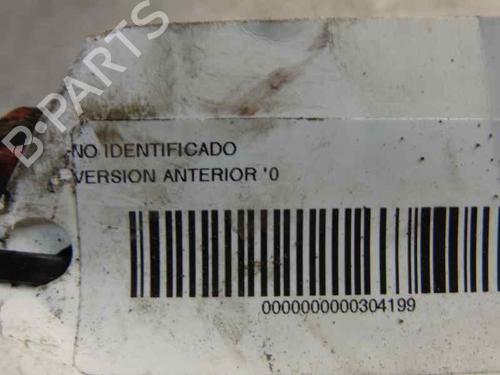 B-PARTS
NO IDENTIFICADO
VERSION ANTERIOR '0
0000000000304199